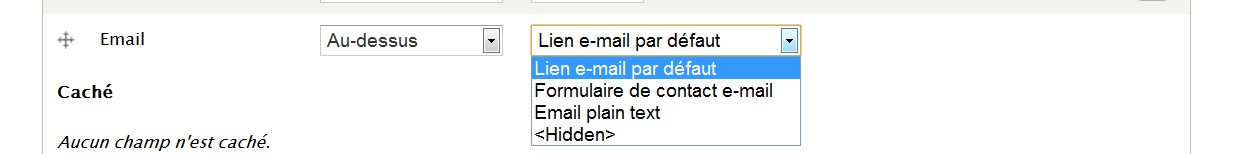 Email Au-dessus Lien e-mail par défaut
Lien e-mail par défaut
Formulaire de contact e-mail
Email plain text
<Hidden>
Caché
Aucun champ n'est caché.